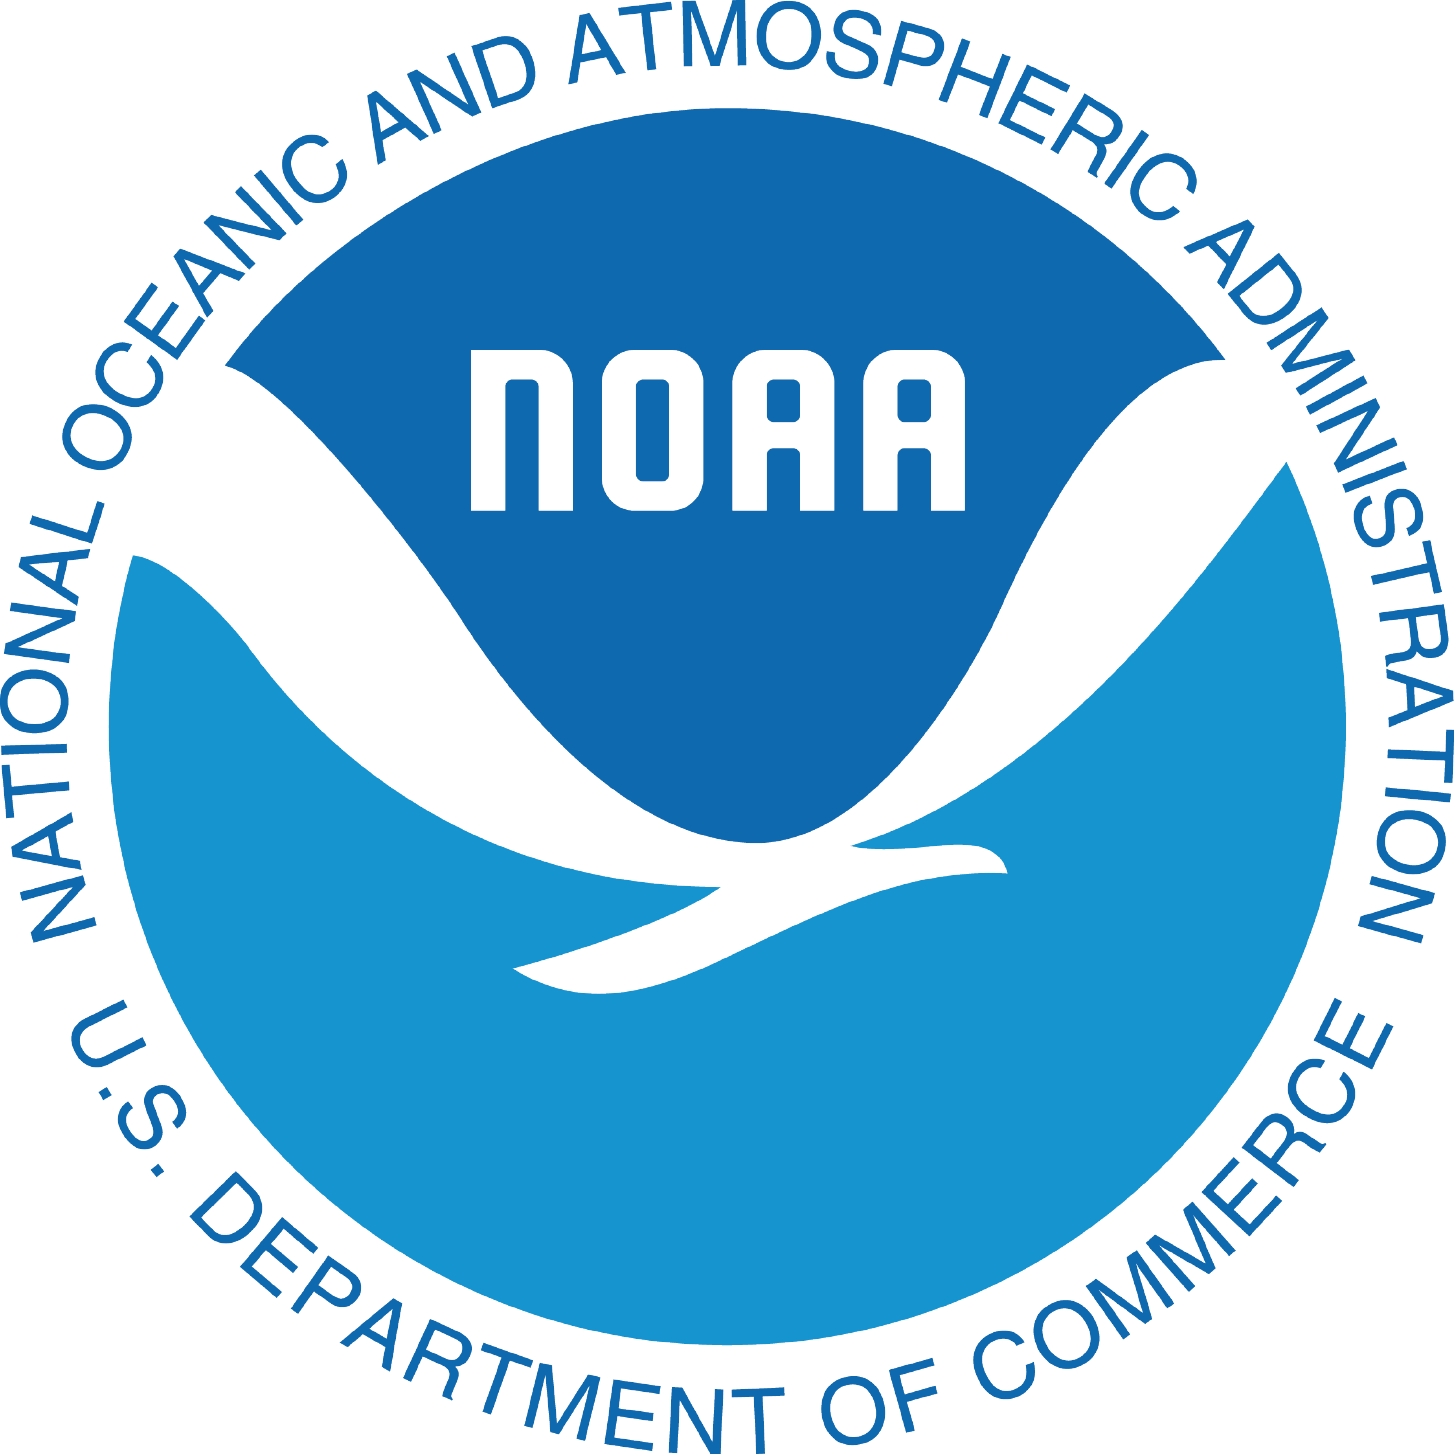 NATIONAL OCEANIC AND ATMOSPHERIC ADMINISTRATION
NOAA
U.S. DEPARTMENT OF COMMERCE